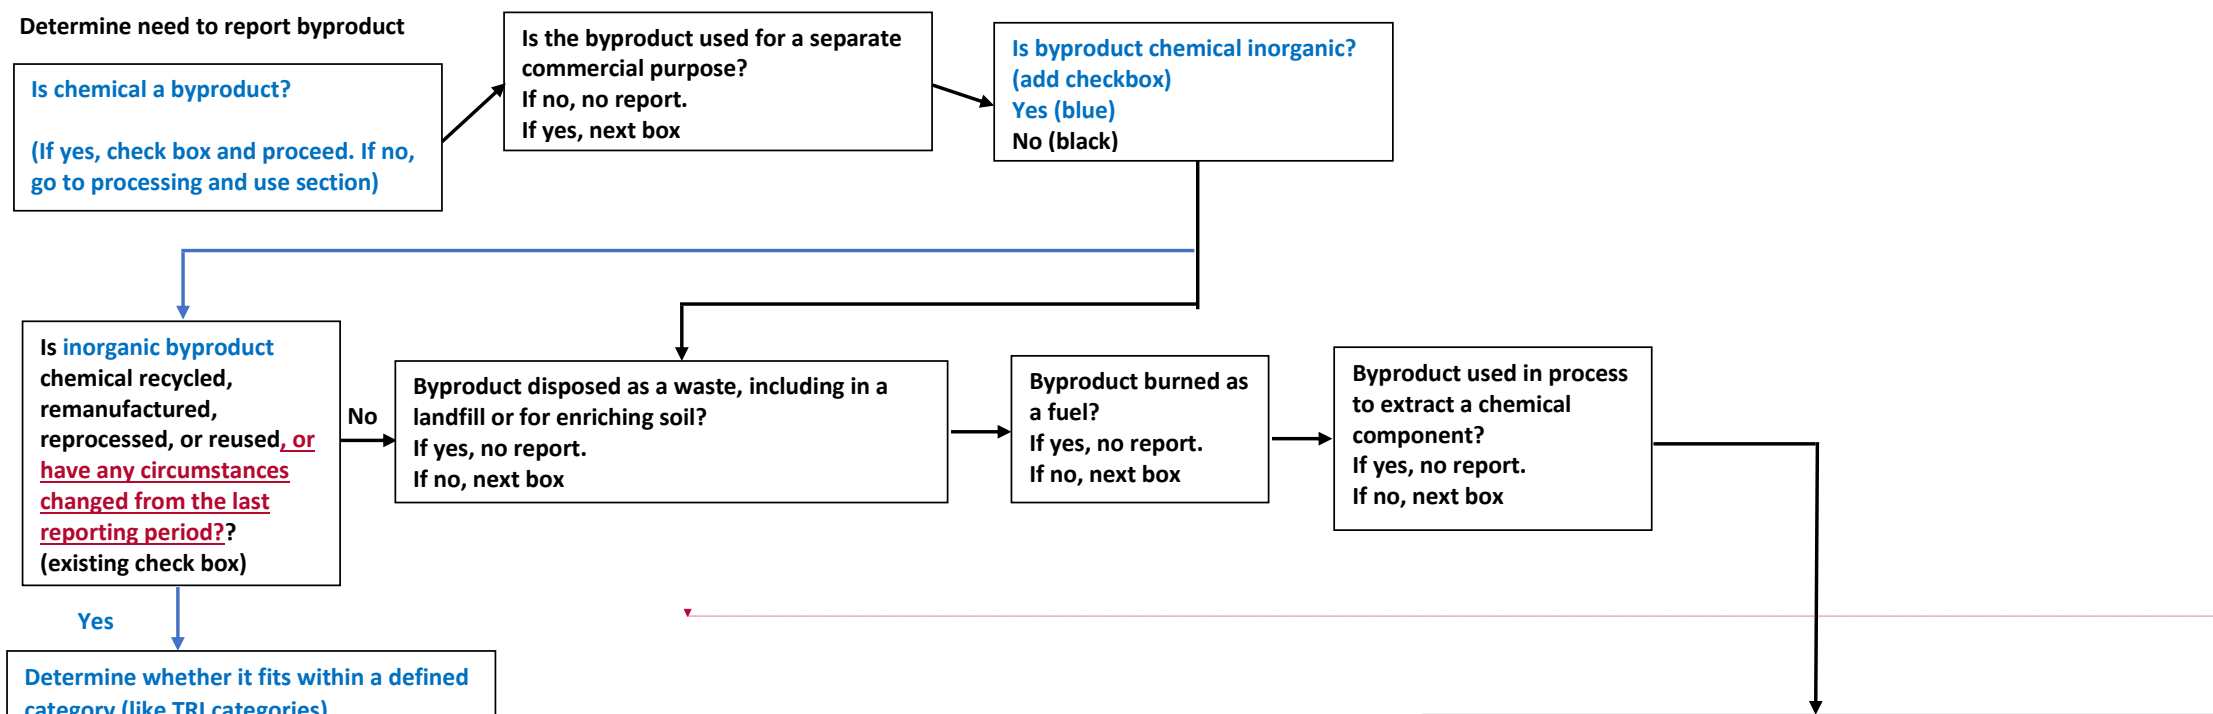 Determine need to report byproduct
Is chemical a byproduct?
(If yes, check box and proceed. If no,
go to processing and use section)
Is the byproduct used for a separate
commercial purpose?
If no, no report.
If yes, next box
Is byproduct chemical inorganic?
(add checkbox)
Yes (blue)
No (black)
Is inorganic byproduct
chemical recycled,
remanufactured,
reprocessed, or reused, or
have any circumstances
changed from the last
reporting period??
(existing check box)
No
Byproduct disposed as a waste, including in a
landfill or for enriching soil?
If yes, no report.
If no, next box
Byproduct burned as
a fuel?
If yes, no report.
If no, next box
Byproduct used in process
to extract a chemical
component?
If yes, no report.
If no, next box
Yes
Determine whether it fits within a defined
category (like TRI categories)